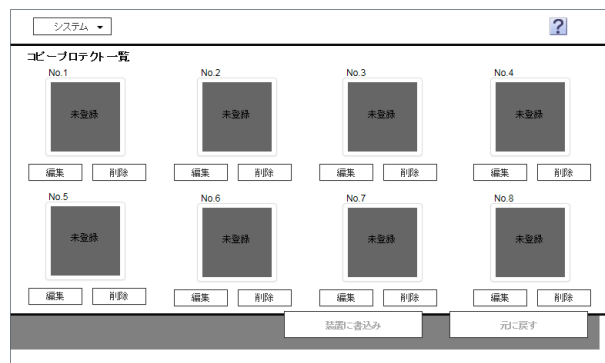 システム
?
コピープロテクト一覧
No.1 No.2 No.3 No.4
未登録 未登録 未登録 未登録
編集 削除 編集 削除 編集 削除 編集 削除
No.5 No.6 No.7 No.8
未登録 未登録 未登録 未登録
編集 削除 編集 削除 編集 削除 編集 削除
装置に書込み 元に戻す